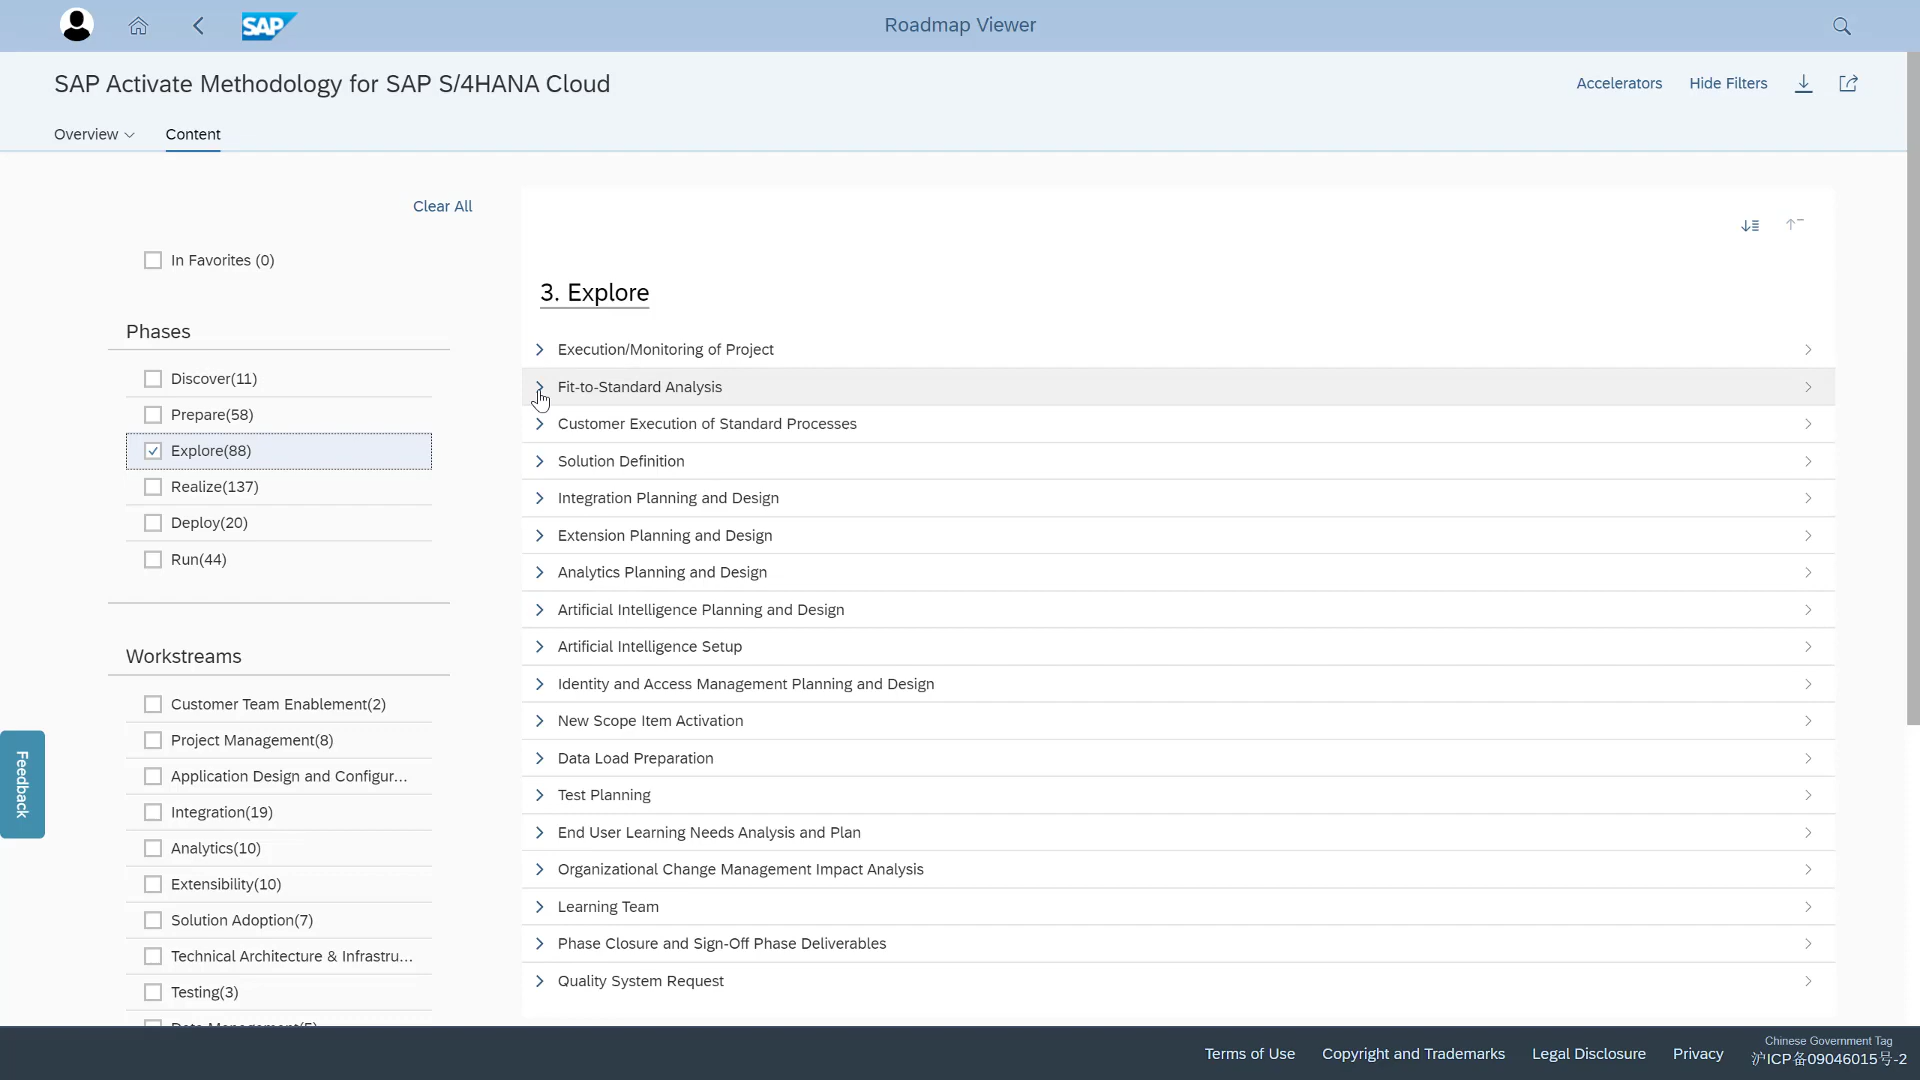 SAP
Roadmap Viewer
SAP Activate Methodology for SAP S/4HANA Cloud
Accelerators
Hide Filters
Overview
Content
Clear All
In Favorites (0)
Phases
Discover(11)
Prepare(58)
Explore(88)
Realize(137)
Deploy(20)
Run(44)
Workstreams
Customer Team Enablement(2)
Project Management(8)
Application Design and Configur...
Integration(19)
Analytics(10)
Extensibility(10)
Solution Adoption(7)
Technical Architecture & Infrastru...
Testing(3)
Data Management(5)
3. Explore
Execution/Monitoring of Project
Fit-to-Standard Analysis
Customer Execution of Standard Processes
Solution Definition
Integration Planning and Design
Extension Planning and Design
Analytics Planning and Design
Artificial Intelligence Planning and Design
Artificial Intelligence Setup
Identity and Access Management Planning and Design
New Scope Item Activation
Data Load Preparation
Test Planning
End User Learning Needs Analysis and Plan
Organizational Change Management Impact Analysis
Learning Team
Phase Closure and Sign-Off Phase Deliverables
Quality System Request
Feedback
Terms of Use
Copyright and Trademarks
Legal Disclosure
Privacy
Chinese Government Tag
沪ICP备09046015号-2